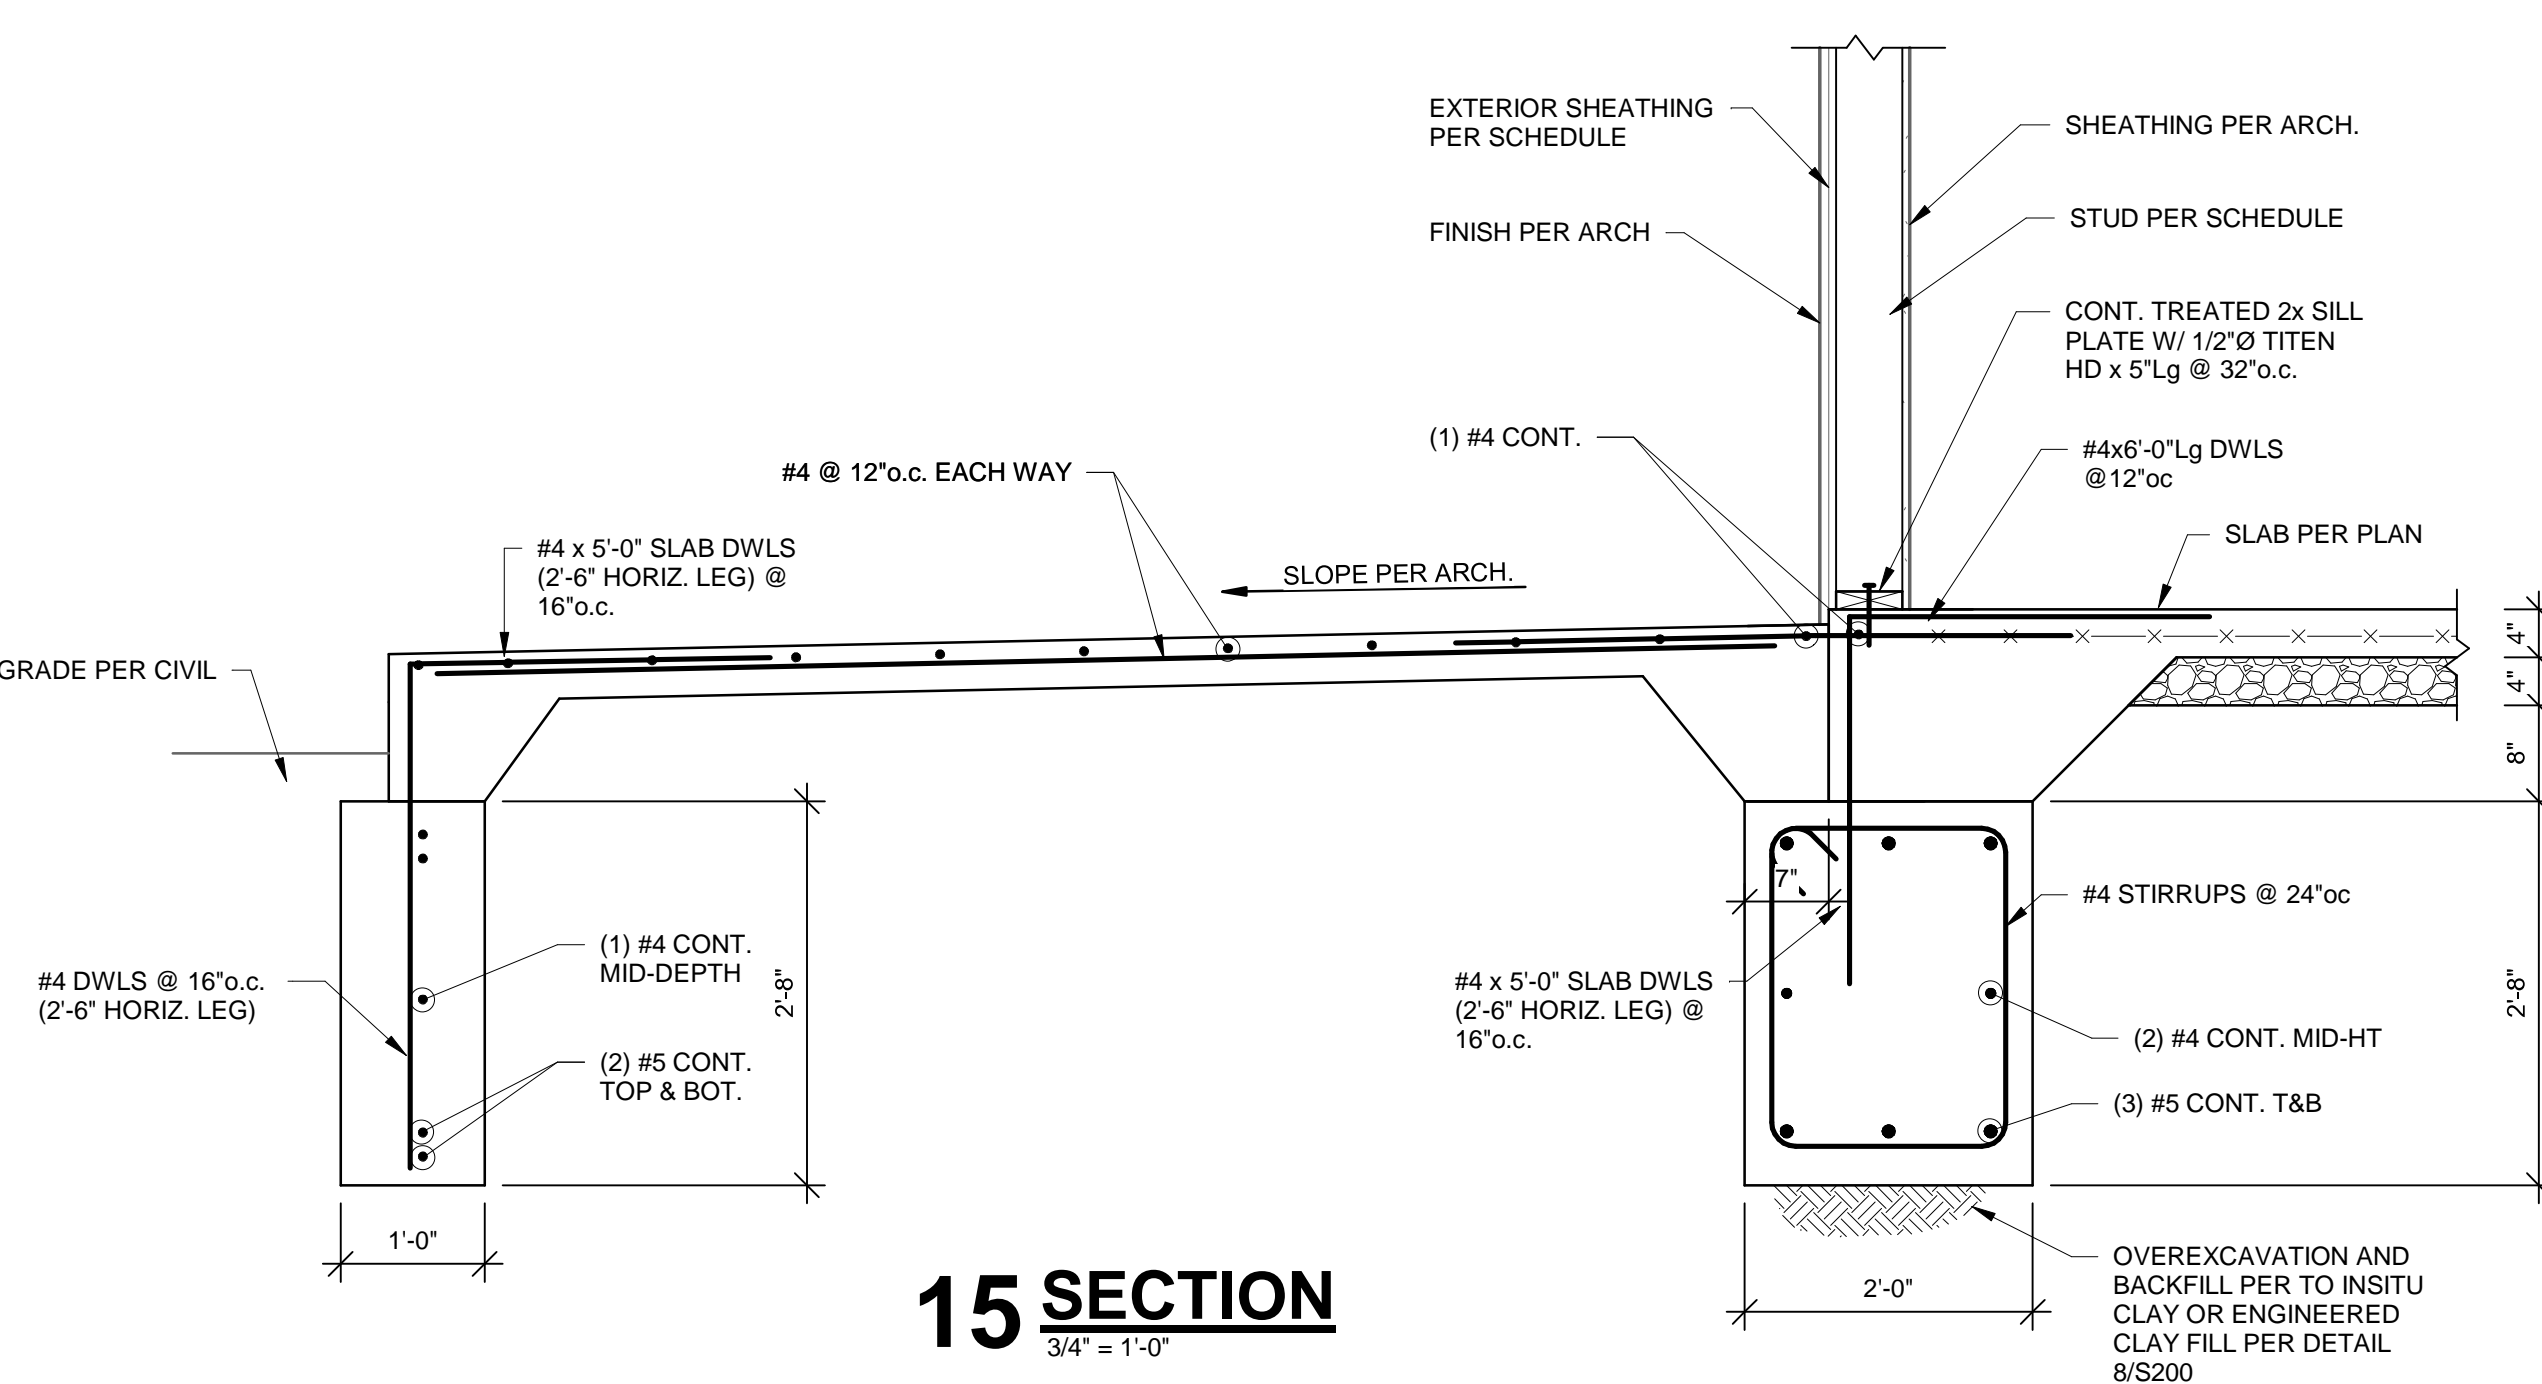 EXTERIOR SHEATHING
PER SCHEDULE
SHEATHING PER ARCH.
FINISH PER ARCH
STUD PER SCHEDULE
CONT. TREATED 2x SILL
PLATE W/ 1/2"Ø TITEN
HD x 5"Lg @ 32"o.c.
(1) #4 CONT.
#4x6'-0"Lg DWLS
@12"oc
#4 @ 12"o.c. EACH WAY
SLAB PER PLAN
#4 x 5'-0" SLAB DWLS
(2'-6" HORIZ. LEG) @
16"o.c.
SLOPE PER ARCH.
GRADE PER CIVIL
4"
4"
8"
7"
#4 STIRRUPS @ 24"oc
(1) #4 CONT.
MID-DEPTH
#4 DWLS @ 16"o.c.
(2'-6" HORIZ. LEG)
2'-8"
#4 x 5'-0" SLAB DWLS
(2'-6" HORIZ. LEG) @
16"o.c.
2'-8"
(2) #4 CONT. MID-HT
(2) #5 CONT.
TOP & BOT.
(3) #5 CONT. T&B
1'-0"
2'-0"
OVEREXCAVATION AND
BACKFILL PER TO INSITU
CLAY OR ENGINEERED
CLAY FILL PER DETAIL
8/S200
15 SECTION
3/4" = 1'-0"